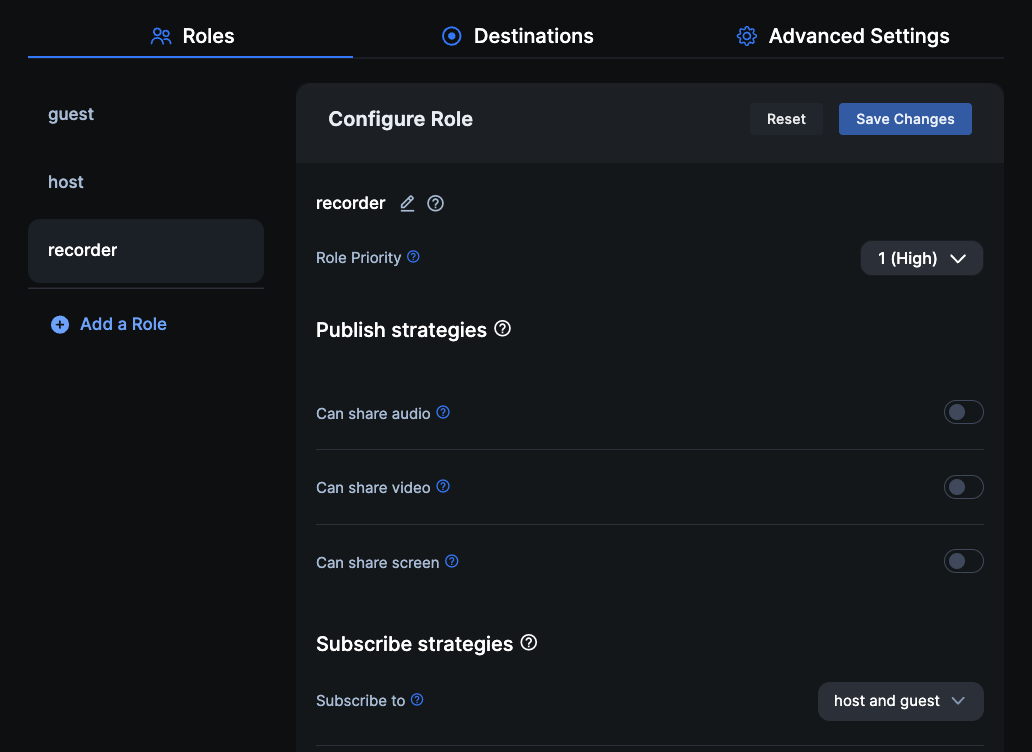 Roles
Destinations
Advanced Settings
guest
host
recorder
Add a Role
Configure Role
Reset
Save Changes
recorder
Role Priority
1 (High)
Publish strategies
Can share audio
Can share video
Can share screen
Subscribe strategies
Subscribe to
host and guest